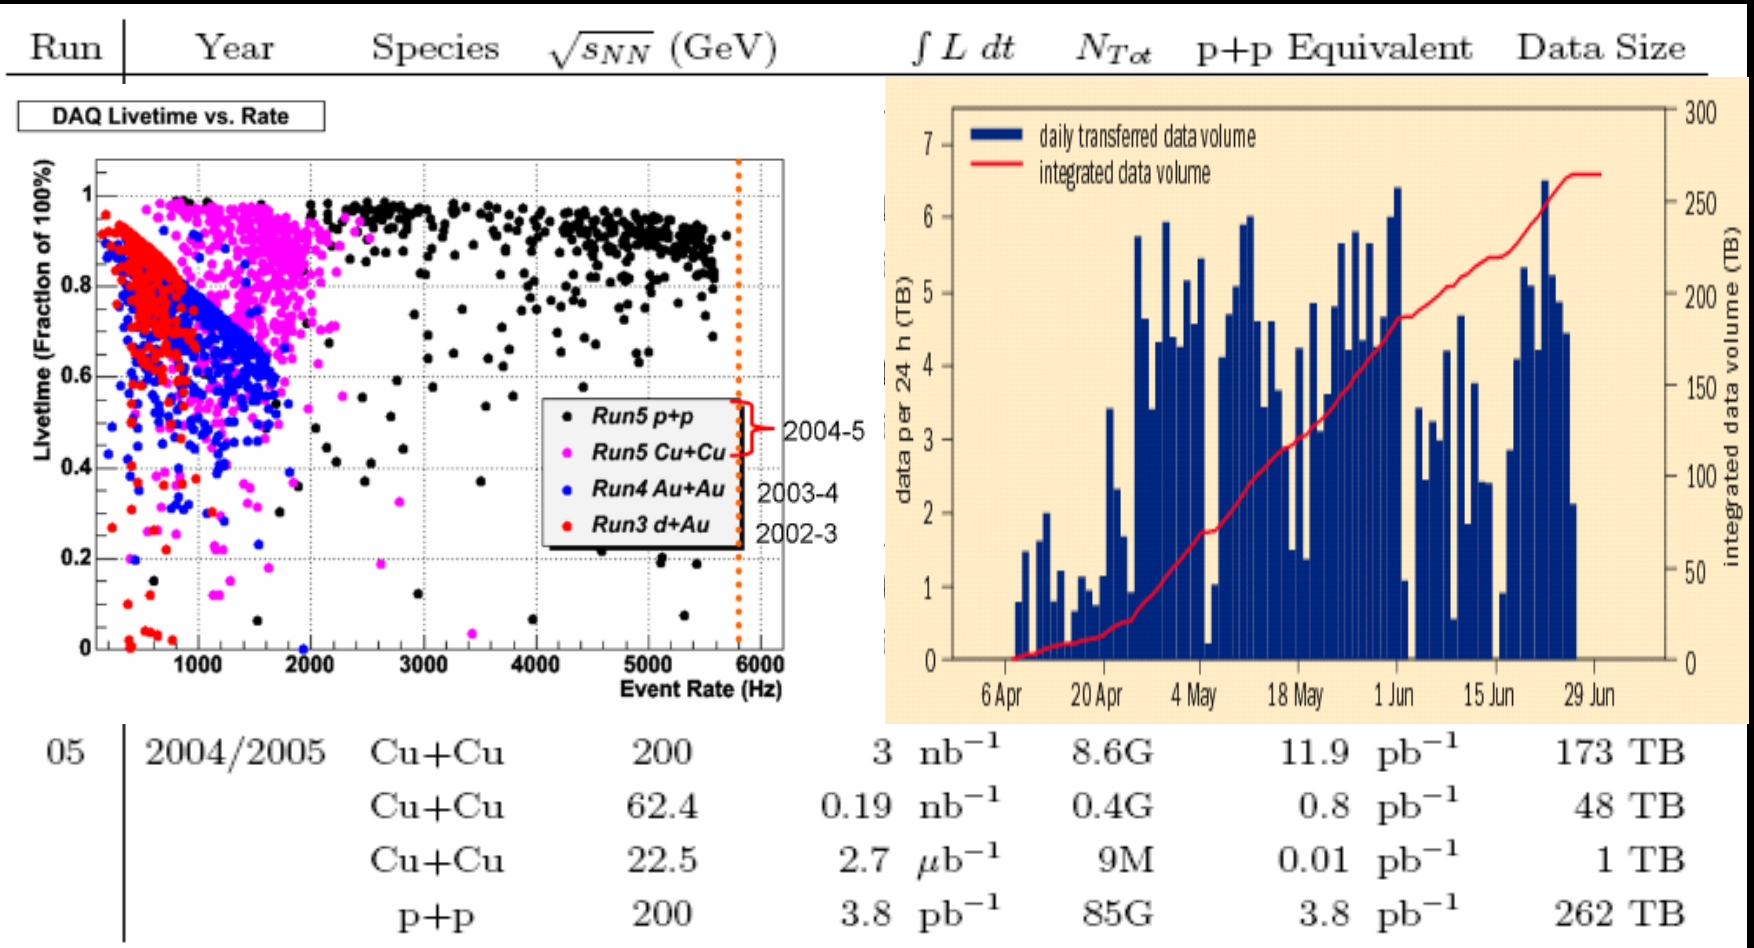 Run Year Species √sNN (GeV) ∫ L dt NTot p+p Equivalent Data Size
DAQ Livetime vs. Rate
Livetime (Fraction of 100%)
1
0.8
0.6
0.4
0.2
0
1000 2000 3000 4000 5000 6000
Event Rate (Hz)
Run5 p+p
Run5 Cu+Cu
Run4 Au+Au
Run3 d+Au
2004-5
2003-4
2002-3
daily transferred data volume
integrated data volume
data per 24 h (TB)
7
6
5
4
3
2
1
0
300
250
200
150
100
50
0
integrated data volume (TB)
6 Apr 20 Apr 4 May 18 May 1 Jun 15 Jun 29 Jun
05 2004/2005 Cu+Cu 200 3 nb⁻¹ 8.6G 11.9 pb⁻¹ 173 TB
Cu+Cu 62.4 0.19 nb⁻¹ 0.4G 0.8 pb⁻¹ 48 TB
Cu+Cu 22.5 2.7 μb⁻¹ 9M 0.01 pb⁻¹ 1 TB
p+p 200 3.8 pb⁻¹ 85G 3.8 pb⁻¹ 262 TB